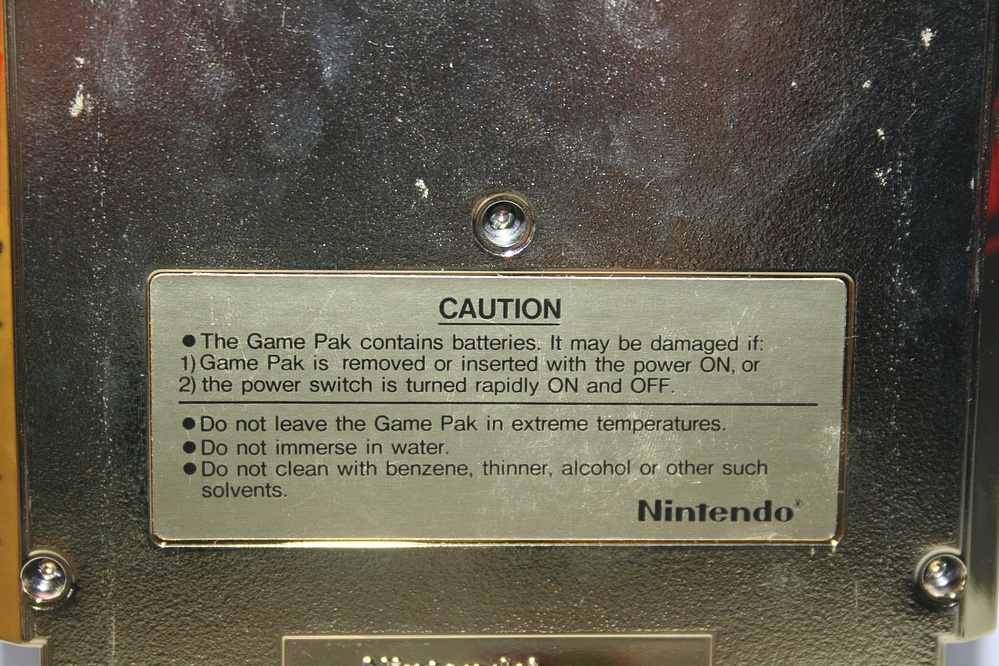 CAUTION
● The Game Pak contains batteries. It may be damaged if:
1) Game Pak is removed or inserted with the power ON, or
2) the power switch is turned rapidly ON and OFF.
● Do not leave the Game Pak in extreme temperatures.
● Do not immerse in water.
● Do not clean with benzene, thinner, alcohol or other such
solvents.
Nintendo®